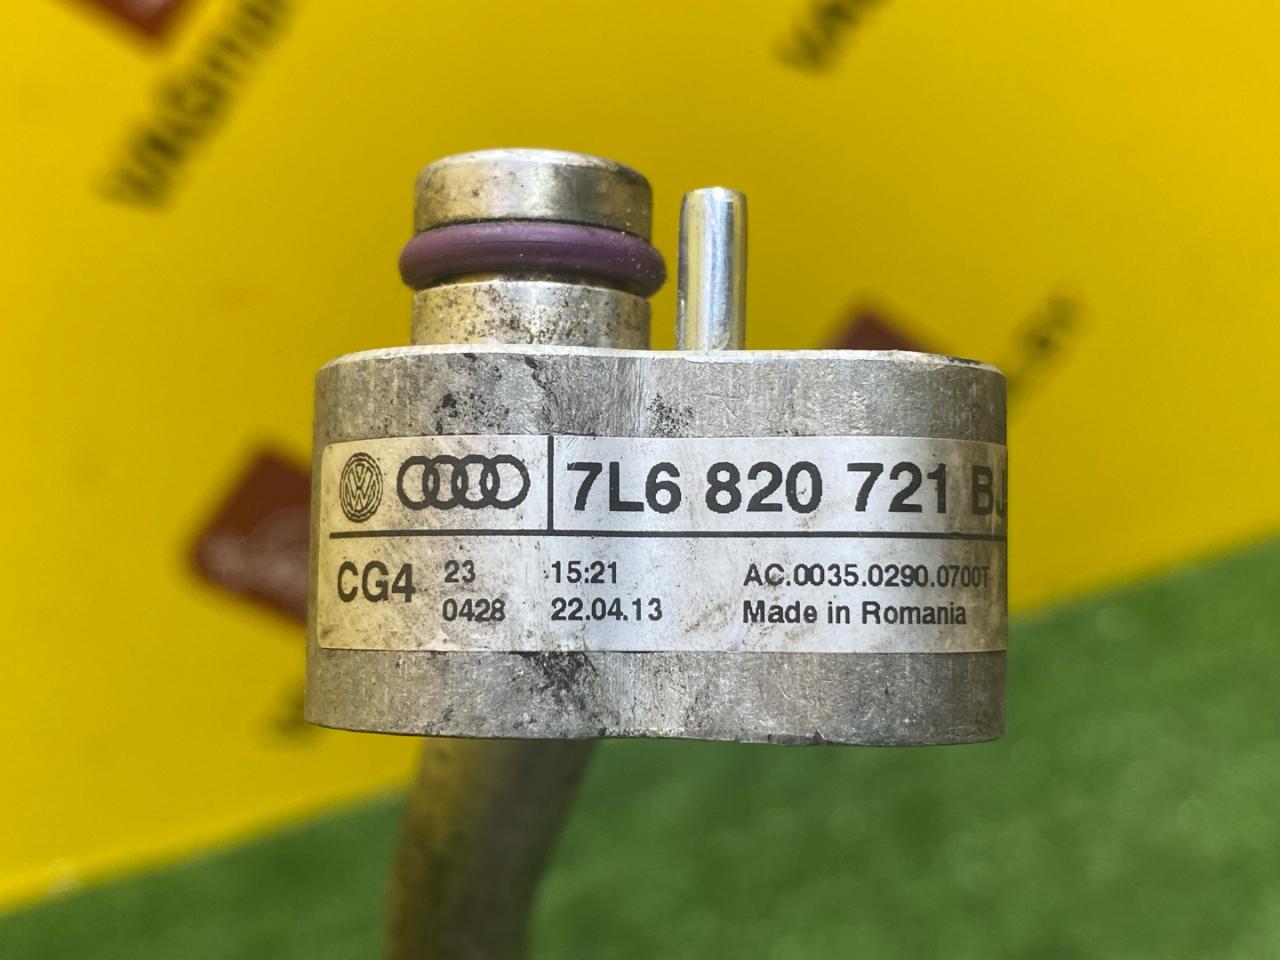 7L6 820 721 BJ
CG4 23 15:21 AC.0035.0290.0700T
0428 22.04.13 Made in Romania